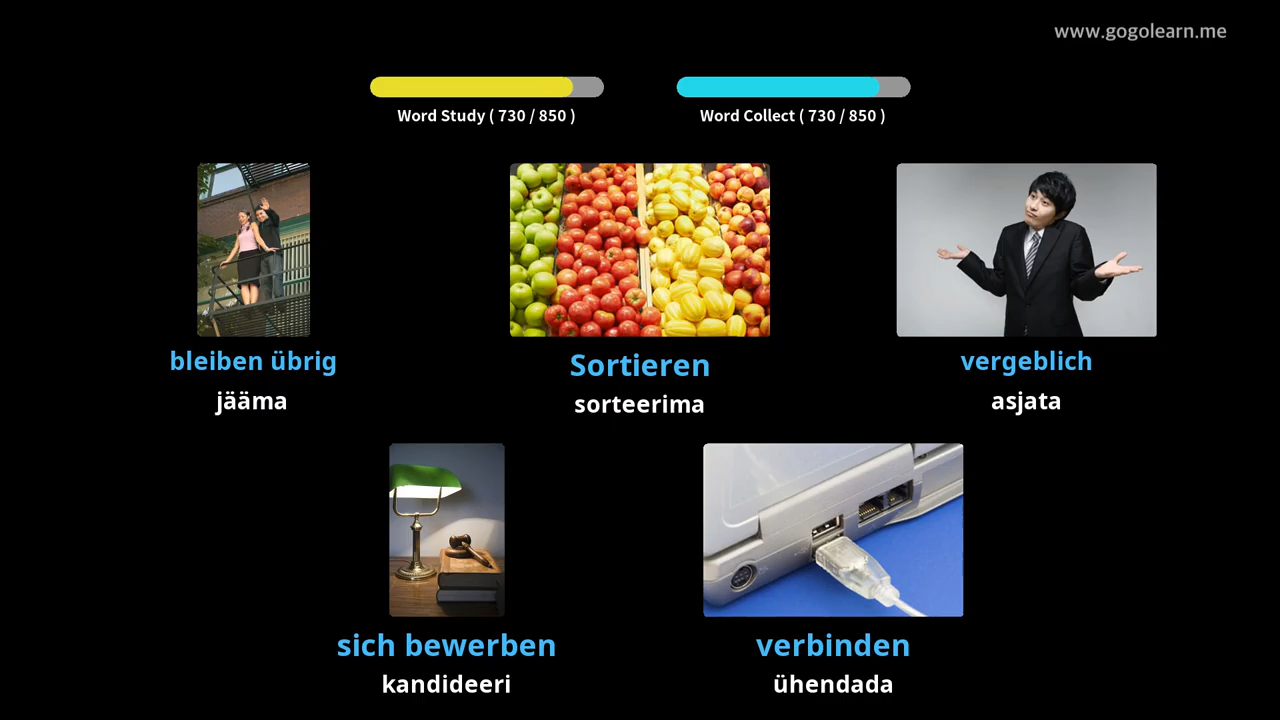 www.gogolearn.me
Word Study ( 730 / 850 )
Word Collect ( 730 / 850 )
bleiben übrig
jääma
Sortieren
sorteerima
vergeblich
asjata
sich bewerben
kandideeri
verbinden
ühendada